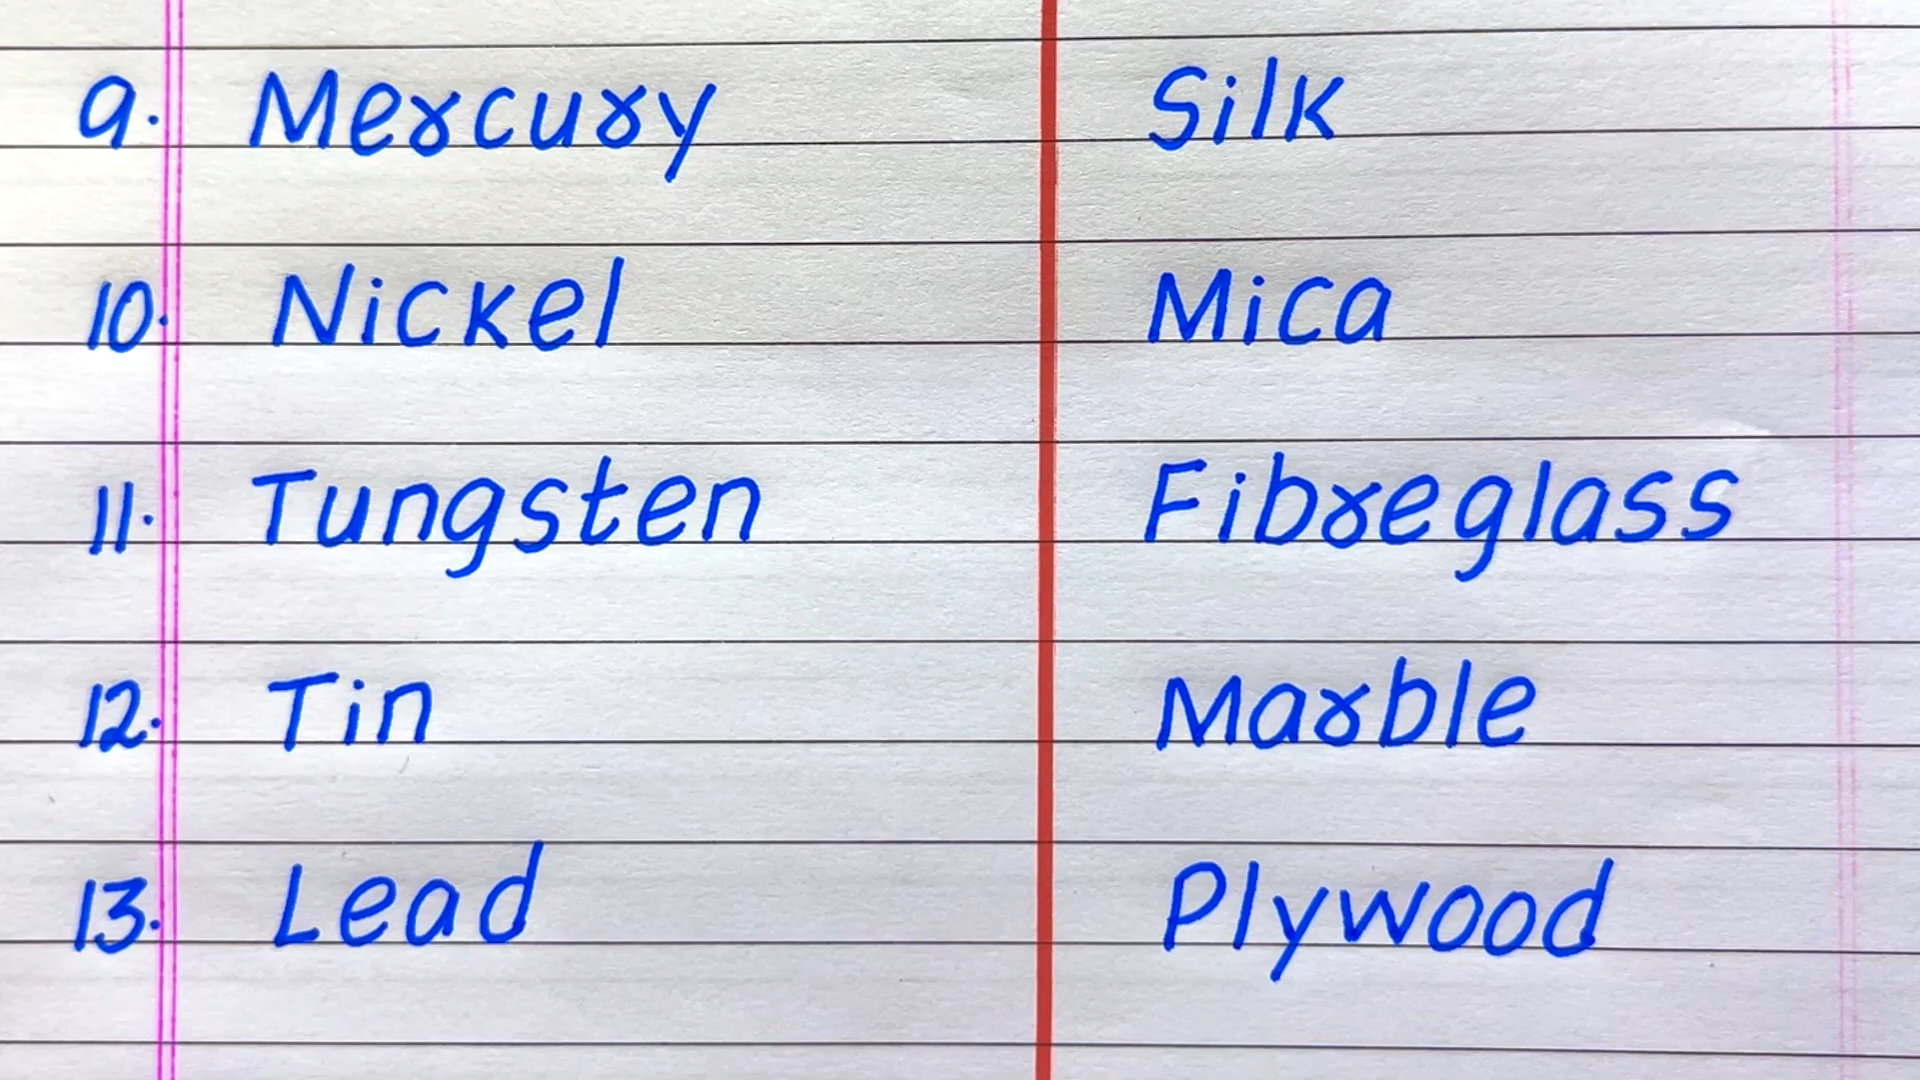 9. Mercury Silk
10. Nickel Mica
11. Tungsten Fibreglass
12. Tin Marble
13. Lead Plywood